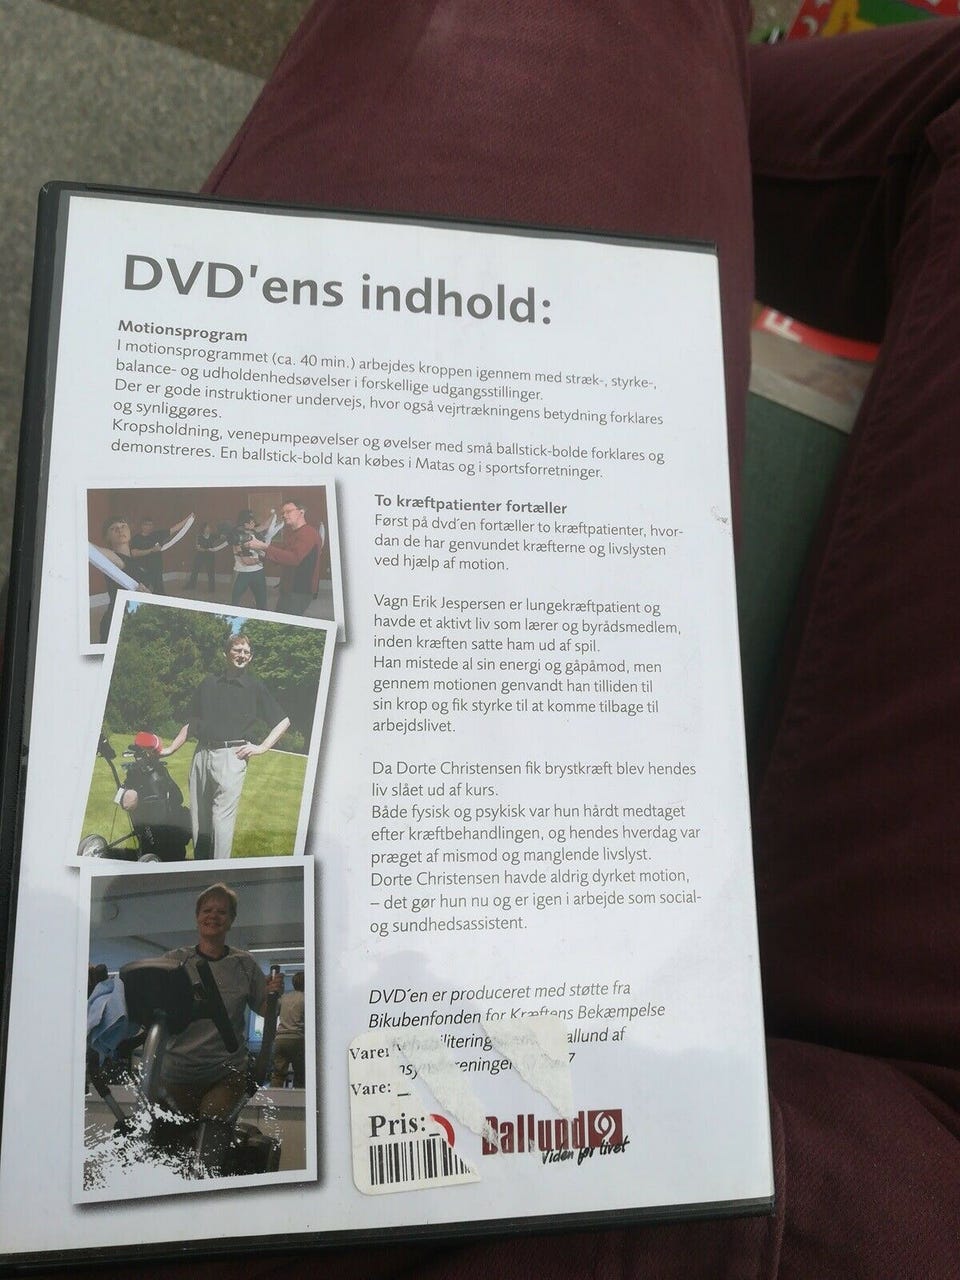 DVD'ens indhold:
Motionsprogram
I motionsprogrammet (ca. 40 min.) arbejdes kroppen igennem med stræk-, styrke-,
balance- og udholdenhedsøvelser i forskellige udgangsstillinger.
Der er gode instruktioner undervejs, hvor også vejrtrækningens betydning forklares
og synliggøres.
Kropsholdning, venepumpeøvelser og øvelser med små ballstick-bolde forklares og
demonstreres. En ballstick-bold kan købes i Matas og i sportsforretninger.
To kræftpatienter fortæller
Først på dvd´en fortæller to kræftpatienter, hvor-
dan de har genvundet kræfterne og livslysten
ved hjælp af motion.
Vagn Erik Jespersen er lungekræftpatient og
havde et aktivt liv som lærer og byrådsmedlem,
inden kræften satte ham ud af spil.
Han mistede al sin energi og gåpåmod, men
gennem motionen genvandt han tilliden til
sin krop og fik styrke til at komme tilbage til
arbejdslivet.
Da Dorte Christensen fik brystkræft blev hendes
liv slået ud af kurs.
Både fysisk og psykisk var hun hårdt medtaget
efter kræftbehandlingen, og hendes hverdag var
præget af mismod og manglende livslyst.
Dorte Christensen havde aldrig dyrket motion,
– det gør hun nu og er igen i arbejde som social-
og sundhedsassistent.
DVD´en er produceret med støtte fra
Bikubenfonden for Kræftens Bekæmpelse
allund af
7
Vare:
Pris:
Dallund
Viden for livet